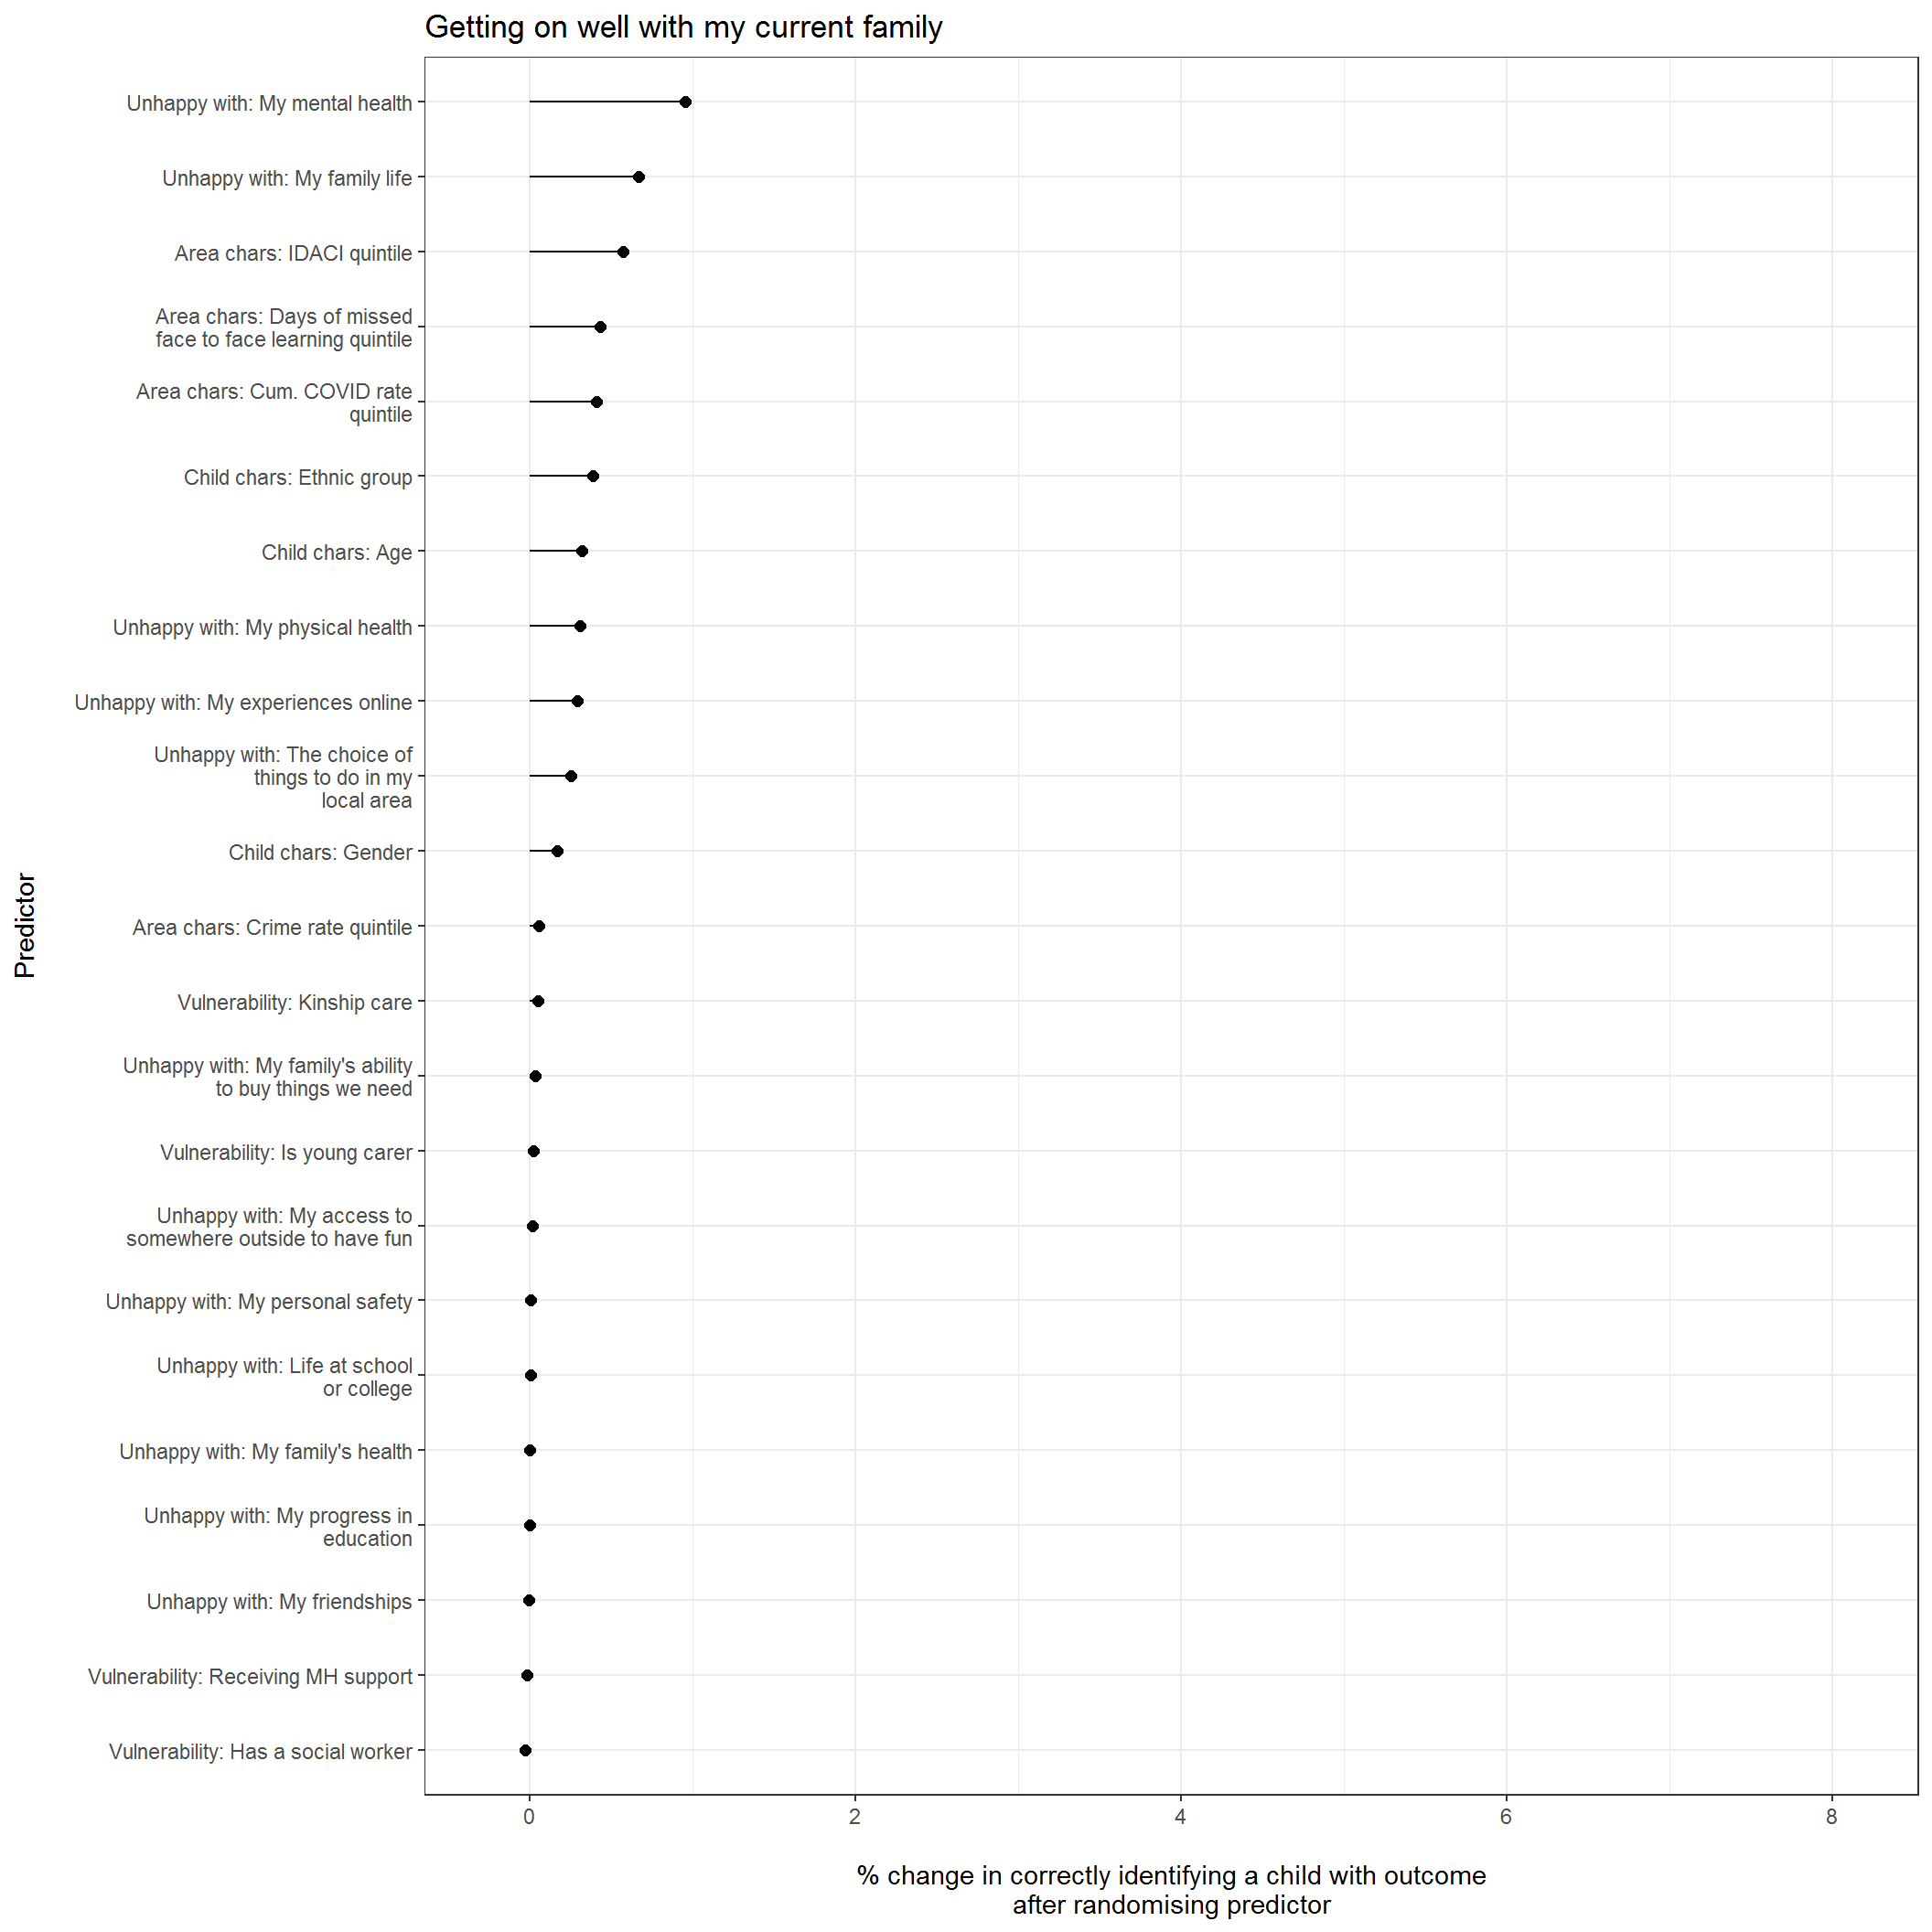 Getting on well with my current family
Predictor
Unhappy with: My mental health
Unhappy with: My family life
Area chars: IDACI quintile
Area chars: Days of missed
face to face learning quintile
Area chars: Cum. COVID rate
quintile
Child chars: Ethnic group
Child chars: Age
Unhappy with: My physical health
Unhappy with: My experiences online
Unhappy with: The choice of
things to do in my
local area
Child chars: Gender
Area chars: Crime rate quintile
Vulnerability: Kinship care
Unhappy with: My family's ability
to buy things we need
Vulnerability: Is young carer
Unhappy with: My access to
somewhere outside to have fun
Unhappy with: My personal safety
Unhappy with: Life at school
or college
Unhappy with: My family's health
Unhappy with: My progress in
education
Unhappy with: My friendships
Vulnerability: Receiving MH support
Vulnerability: Has a social worker
0 2 4 6 8
% change in correctly identifying a child with outcome
after randomising predictor